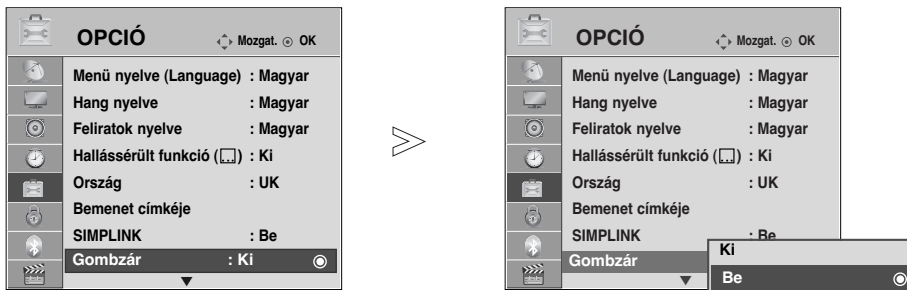 OPCIÓ Mozgat. OK
Menü nyelve (Language) : Magyar
Hang nyelve : Magyar
Feliratok nyelve : Magyar
Hallássérült funkció ( ) : Ki
Ország : UK
Bemenet címkéje
SIMPLINK : Be
Gombzár : Ki
OPCIÓ Mozgat. OK
Menü nyelve (Language) : Magyar
Hang nyelve : Magyar
Feliratok nyelve : Magyar
Hallássérült funkció ( ) : Ki
Ország : UK
Bemenet címkéje
SIMPLINK : Be
Gombzár
Ki
Be